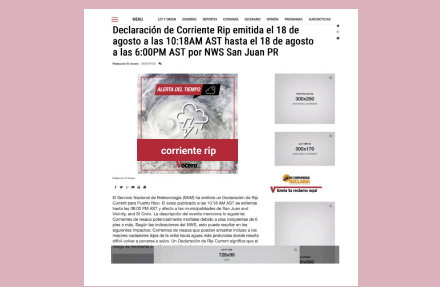 MENU
LEY Y ORDEN GOBIERNO DEPORTES ECONOMÍA ESCENARIO OPINIÓN PROGRAMAS AUDIONOTICIAS
Declaración de Corriente Rip emitida el 18 de
agosto a las 10:18AM AST hasta el 18 de agosto
a las 6:00PM AST por NWS San Juan PR
Redacción El Vocero
ALERTA DEL TIEMPO
corriente rip
Vocero
300x250
300x170
Envía tu reclamo aquí
El Servicio Nacional de Meteorología (SNM) ha emitido un Declaración de Rip
Current para Puerto Rico. El aviso publicado a las 10:18 AM AST se extiende
hasta las 06:00 PM AST y afecta a las municipalidades de San Juan and
Vicinity, and St Croix. La descripción del evento menciona lo siguiente:
Corrientes de resaca potencialmente mortales debido a olas rompientes de 5
pies o más. Según las indicaciones del NWS, esto puede resultar en los
siguientes impactos: Corrientes de resaca que pueden arrastrar incluso a los
mejores nadadores lejos de la orilla hacia aguas más profundas donde resulta
difícil volver a ponerse a salvo. Un Declaración de Rip Current significa que el
riesgo de
728x90